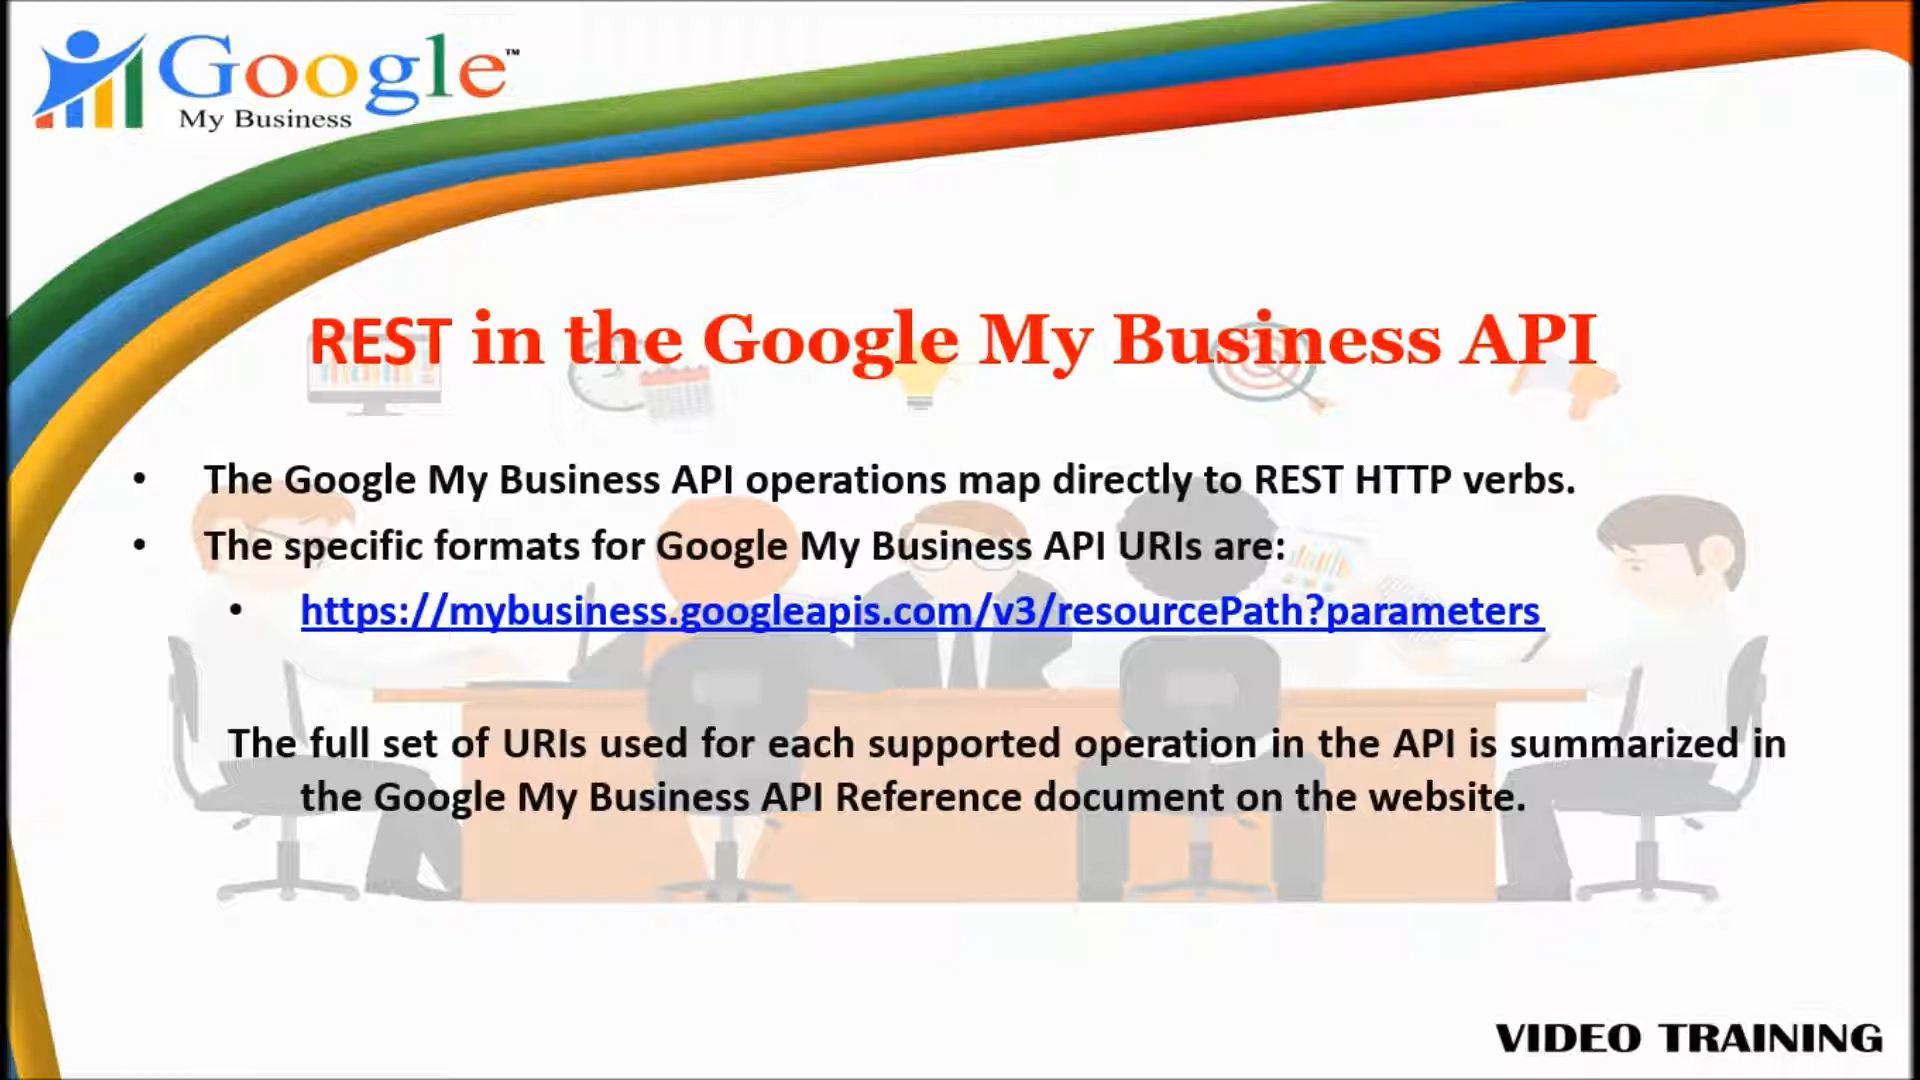 Google™
My Business
REST in the Google My Business API
• The Google My Business API operations map directly to REST HTTP verbs.
• The specific formats for Google My Business API URIs are:
• https://mybusiness.googleapis.com/v3/resourcePath?parameters
The full set of URIs used for each supported operation in the API is summarized in
the Google My Business API Reference document on the website.
VIDEO TRAINING